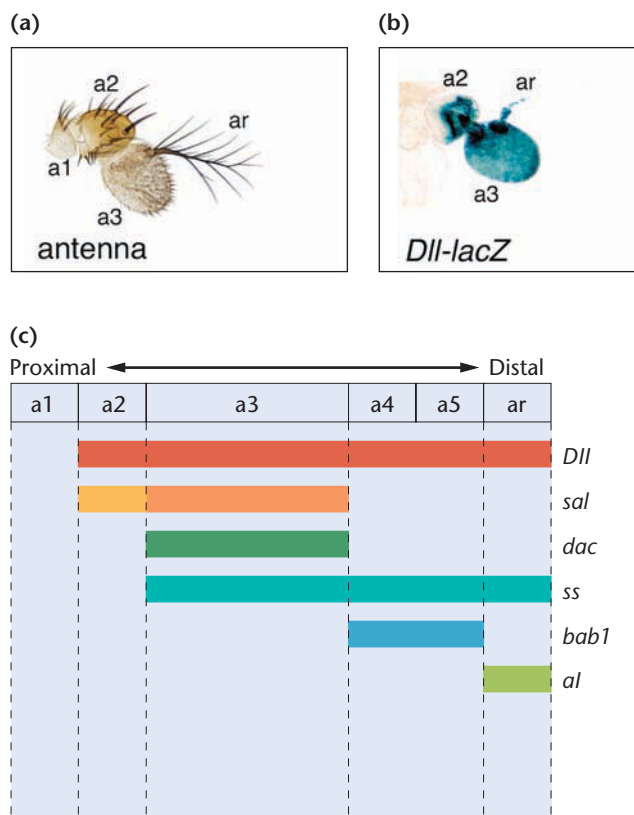 (a)
a2
ar
a1
a3
antenna
(b)
a2
ar
a3
Dll-lacZ
(c)
Proximal Distal
a1 a2 a3 a4 a5 ar
Dll
sal
dac
ss
bab1
al